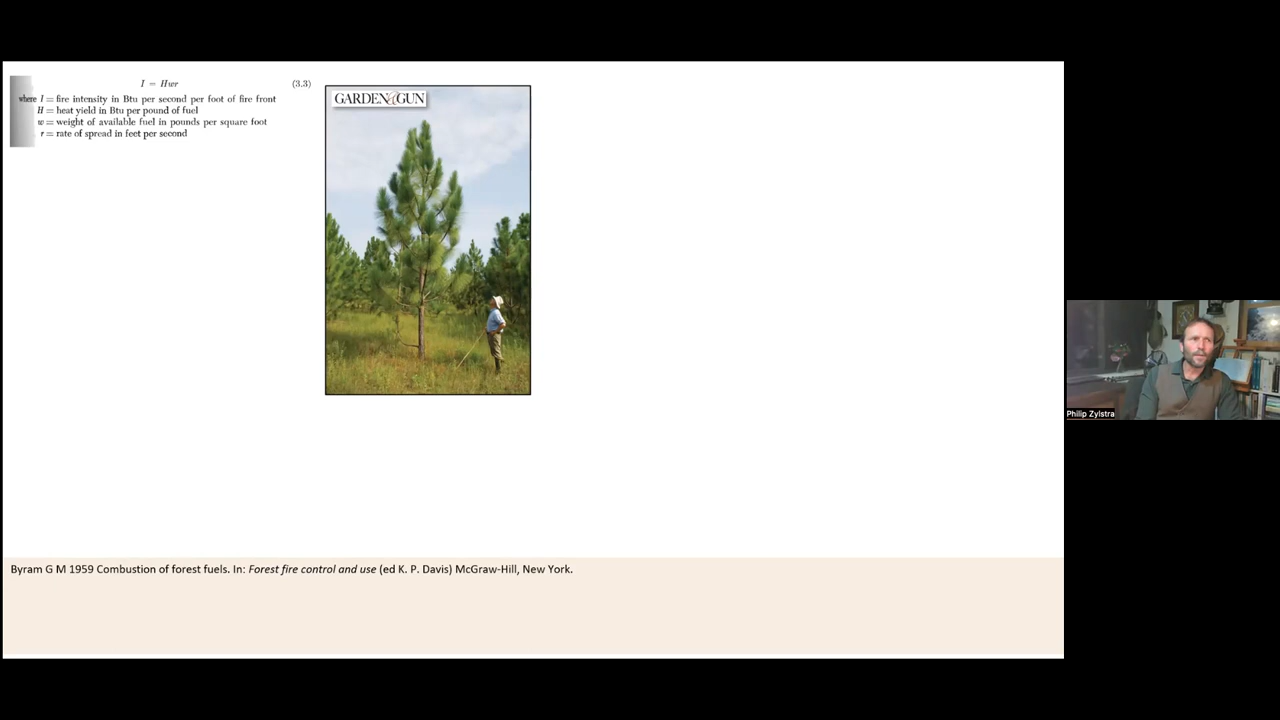 I = Hwr (3.3)
where I = fire intensity in Btu per second per foot of fire front
H = heat yield in Btu per pound of fuel
w = weight of available fuel in pounds per square foot
r = rate of spread in feet per second
GARDEN & GUN
Philip Zylstra
Byram G M 1959 Combustion of forest fuels. In: Forest fire control and use (ed K. P. Davis) McGraw-Hill, New York.